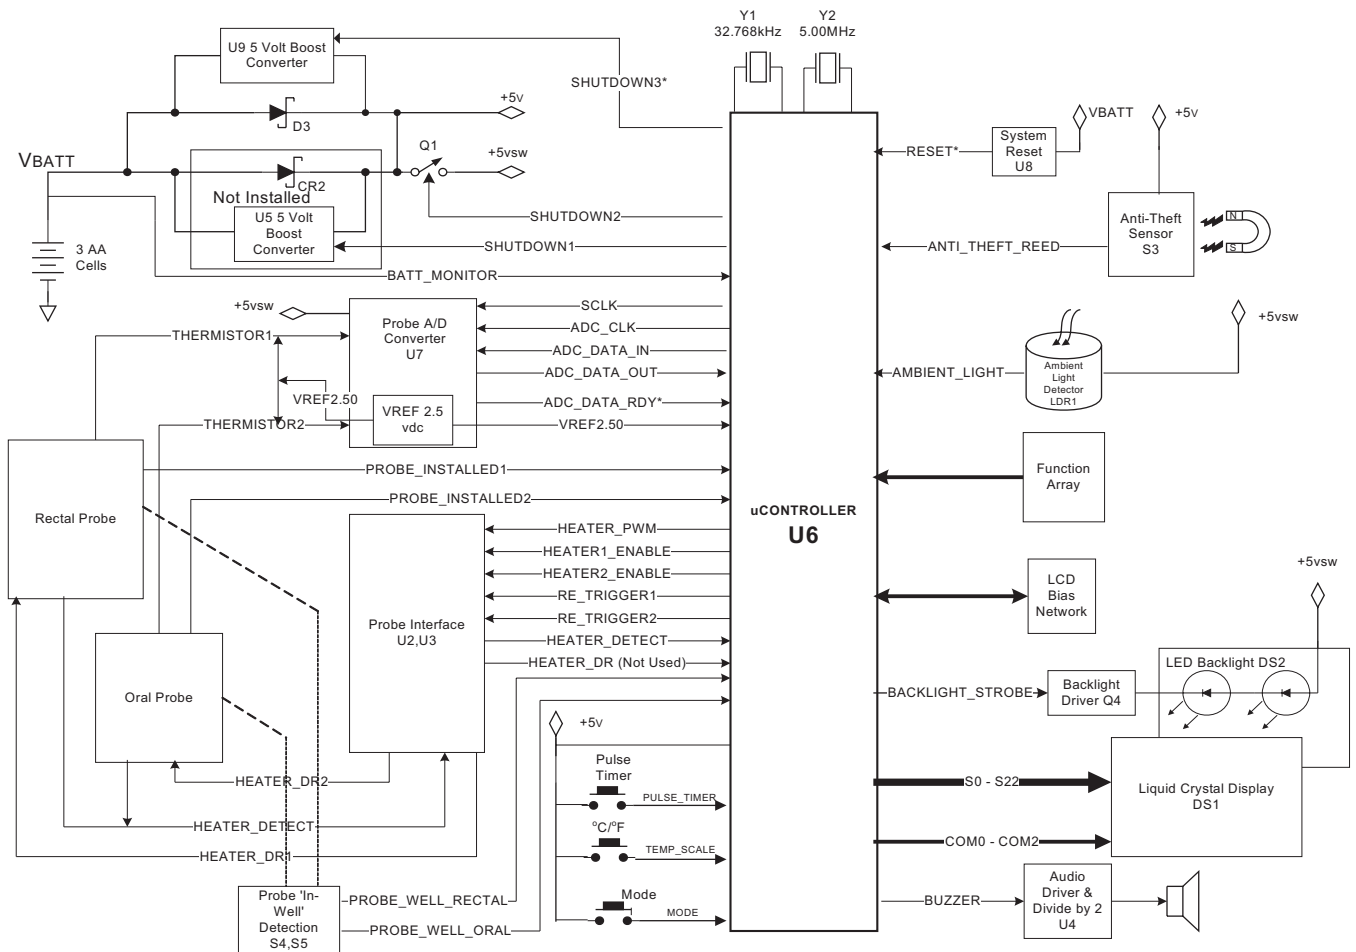 Y1
32.768kHz
Y2
5.00MHz
U9 5 Volt Boost
Converter
SHUTDOWN3*
+5V
D3
VBATT
Q1
+5vsw
CR2
Not Installed
U5 5 Volt
Boost
Converter
SHUTDOWN2
SHUTDOWN1
3 AA
Cells
BATT_MONITOR
RESET*
System
Reset
U8
VBATT
+5V
Anti-Theft
Sensor
S3
N
S
ANTI_THEFT_REED
+5vsw
Probe A/D
Converter
U7
SCLK
ADC_CLK
ADC_DATA_IN
ADC_DATA_OUT
ADC_DATA_RDY*
VREF2.50
THERMISTOR1
VREF2.50
THERMISTOR2
VREF 2.5
vdc
+5vsw
AMBIENT_LIGHT
Ambient
Light
Detector
LDR1
PROBE_INSTALLED1
PROBE_INSTALLED2
Rectal Probe
Function
Array
uCONTROLLER
U6
HEATER_PWM
HEATER1_ENABLE
HEATER2_ENABLE
RE_TRIGGER1
RE_TRIGGER2
HEATER_DETECT
HEATER_DR (Not Used)
Probe Interface
U2,U3
LCD
Bias
Network
+5vsw
Oral Probe
LED Backlight DS2
BACKLIGHT_STROBE
Backlight
Driver Q4
+5V
Pulse
Timer
PULSE_TIMER
°C/°F
TEMP_SCALE
Mode
MODE
HEATER_DR2
HEATER_DETECT
HEATER_DR1
S0 - S22
COM0 - COM2
Liquid Crystal Display
DS1
Probe 'In-
Well'
Detection
S4,S5
PROBE_WELL_RECTAL
PROBE_WELL_ORAL
BUZZER
Audio
Driver &
Divide by 2
U4